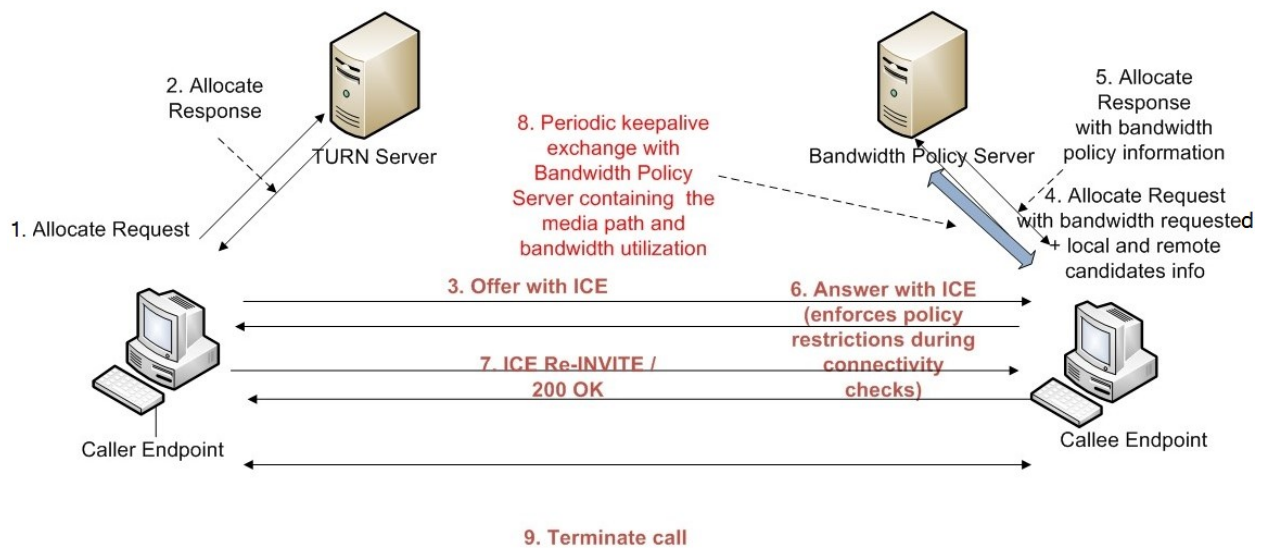 2. Allocate
Response
TURN Server
1. Allocate Request
8. Periodic keepalive
exchange with
Bandwidth Policy
Server containing the
media path and
bandwidth utilization
Bandwidth Policy Server
5. Allocate
Response
with bandwidth
policy information
4. Allocate Request
with bandwidth requested
+ local and remote
candidates info
3. Offer with ICE
6. Answer with ICE
(enforces policy
restrictions during
connectivity
checks)
7. ICE Re-INVITE /
200 OK
Caller Endpoint
Callee Endpoint
9. Terminate call